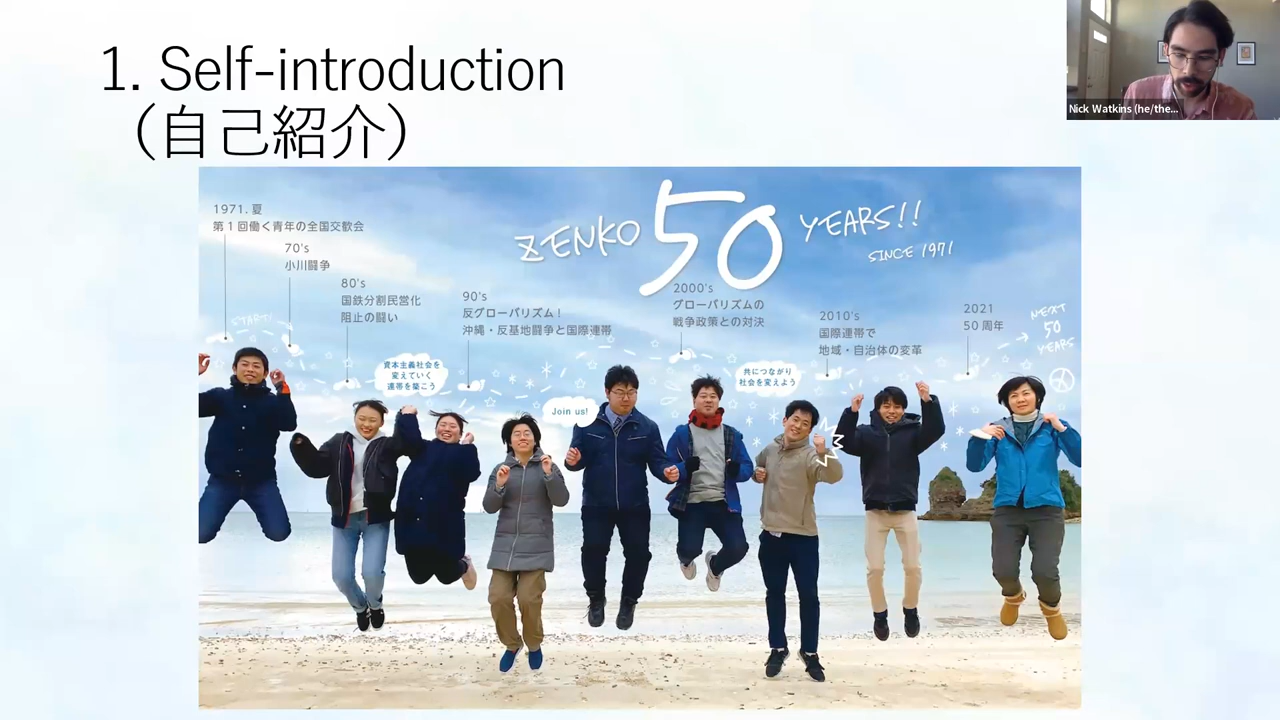 1. Self-introduction
（自己紹介）
Nick Watkins (he/the...
ZENKO 50 YEARS!!
SINCE 1971
1971. 夏
第1回働く青年の全国交歓会
70's
小川闘争
80's
国鉄分割民営化
阻止の闘い
90's
反グローバリズム！
沖縄・反基地闘争と国際連帯
2000's
グローバリズムの
戦争政策との対決
2010's
国際連帯で
地域・自治体の変革
2021
50周年
NEXT
50
YEARS
START!
資本主義社会を
変えていく
連帯を築こう
Join us!
共につながり
社会を変えよう